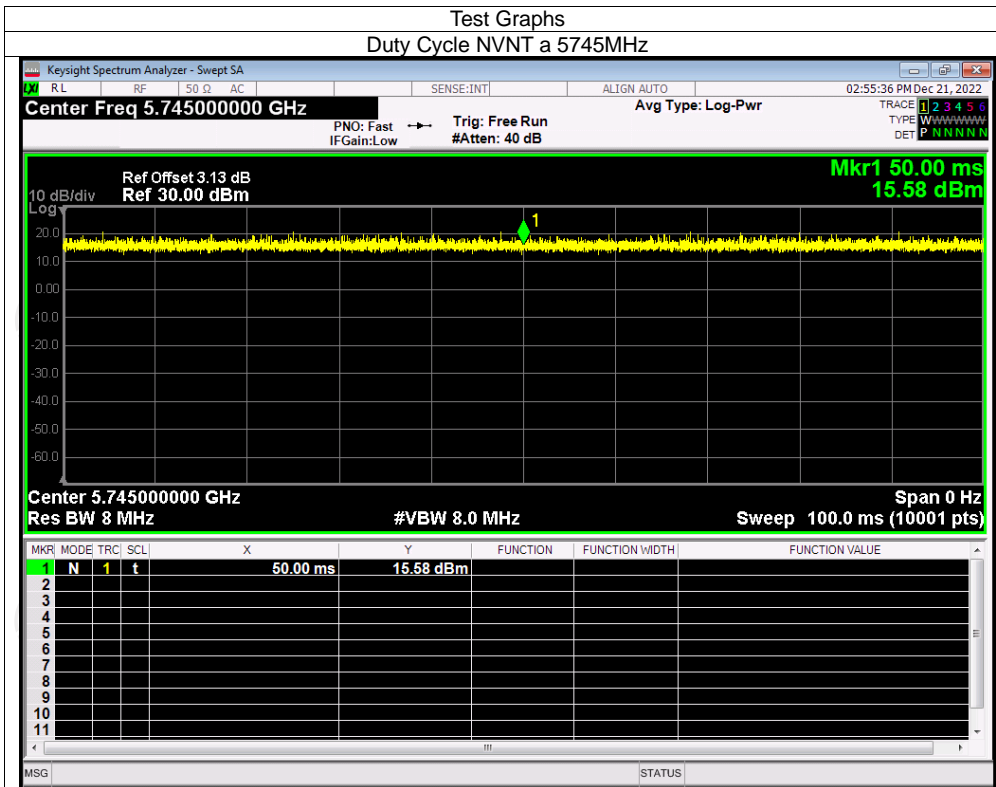 Test Graphs
Duty Cycle NVNT a 5745MHz
Keysight Spectrum Analyzer - Swept SA
LXI RL RF 50 Ω AC SENSE:INT ALIGN AUTO 02:55:36 PM Dec 21, 2022
Center Freq 5.745000000 GHz Avg Type: Log-Pwr TRACE 1 2 3 4 5 6
PNO: Fast Trig: Free Run TYPE WWWWWWW
IFGain:Low #Atten: 40 dB DET P N N N N N
Mkr1 50.00 ms
Ref Offset 3.13 dB
10 dB/div Ref 30.00 dBm 15.58 dBm
Log
1
20.0
10.0
0.00
-10.0
-20.0
-30.0
-40.0
-50.0
-60.0
Center 5.745000000 GHz Span 0 Hz
Res BW 8 MHz #VBW 8.0 MHz Sweep 100.0 ms (10001 pts)
MKR MODE TRC SCL X Y FUNCTION FUNCTION WIDTH FUNCTION VALUE
1 N 1 t 50.00 ms 15.58 dBm
2
3
4
5
6
7
8
9
10
11
MSG STATUS